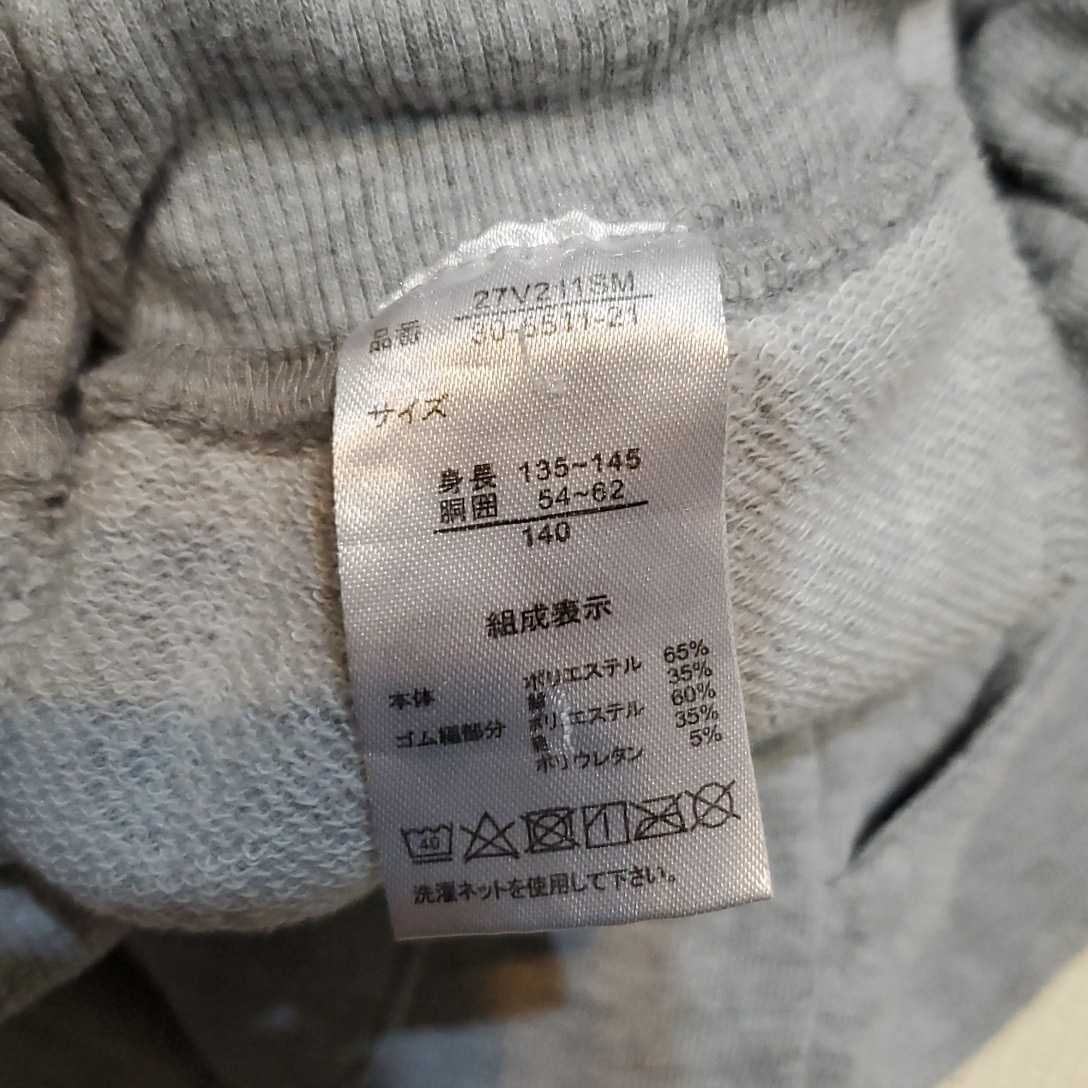 27V211SM
品番 30-5511-21
サイズ
身長 135~145
胴囲 54~62
140
組成表示
本体 ポリエステル 65%
綿 35%
ゴム編部分 ポリエステル 60%
綿 35%
ポリウレタン 5%
40
洗濯ネットを使用して下さい。